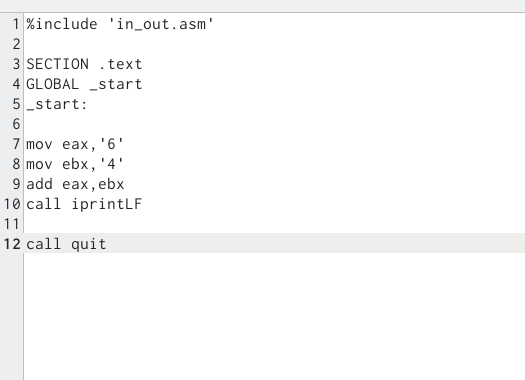 1 %include 'in_out.asm'
2
3 SECTION .text
4 GLOBAL _start
5 _start:
6
7 mov eax,'6'
8 mov ebx,'4'
9 add eax,ebx
10 call iprintLF
11
12 call quit